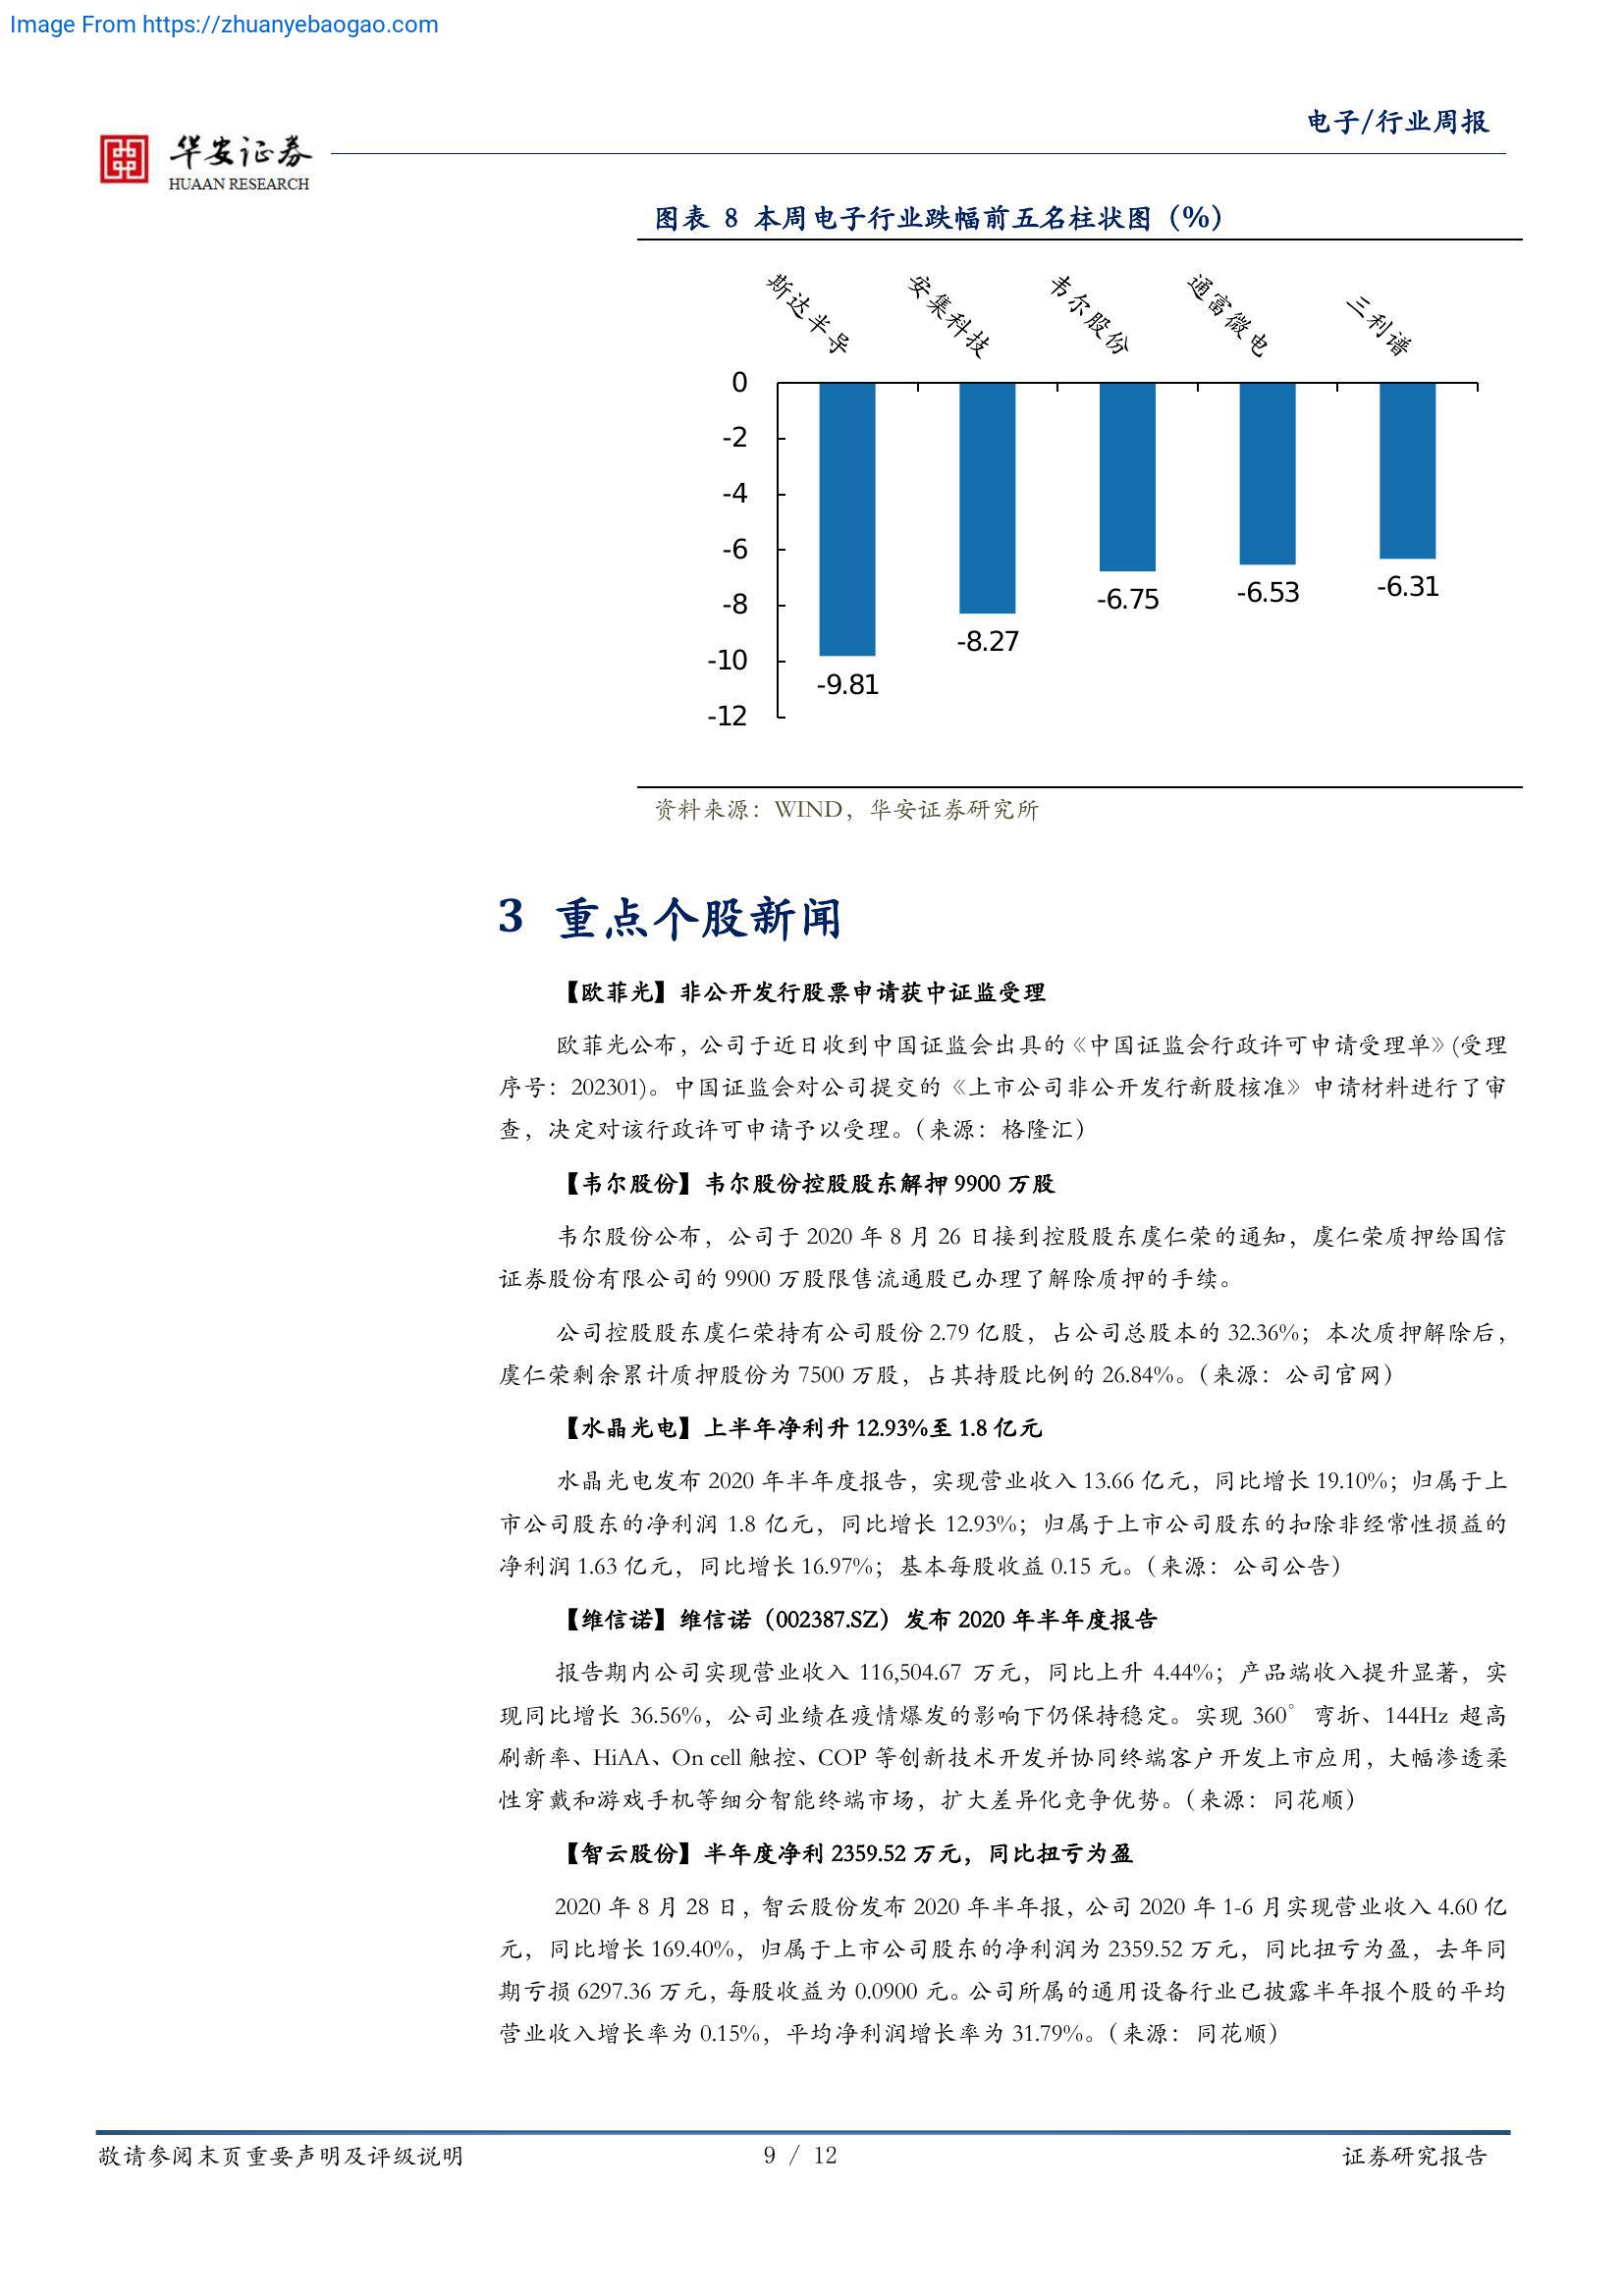 Image From https://zhuanyebaogao.com
电子/行业周报
华安证券
HUAAN RESEARCH
图表 8 本周电子行业跌幅前五名柱状图（%）
斯达半导
安集科技
韦尔股份
通富微电
三利谱
0
-2
-4
-6
-8
-10
-12
-9.81
-8.27
-6.75
-6.53
-6.31
资料来源：WIND，华安证券研究所
3 重点个股新闻
【欧菲光】非公开发行股票申请获中证监受理
欧菲光公布，公司于近日收到中国证监会出具的《中国证监会行政许可申请受理单》(受理
序号：202301)。中国证监会对公司提交的《上市公司非公开发行新股核准》申请材料进行了审
查，决定对该行政许可申请予以受理。（来源：格隆汇）
【韦尔股份】韦尔股份控股股东解押 9900 万股
韦尔股份公布，公司于 2020 年 8 月 26 日接到控股股东虞仁荣的通知，虞仁荣质押给国信
证券股份有限公司的 9900 万股限售流通股已办理了解除质押的手续。
公司控股股东虞仁荣持有公司股份 2.79 亿股，占公司总股本的 32.36%；本次质押解除后，
虞仁荣剩余累计质押股份为 7500 万股，占其持股比例的 26.84%。（来源：公司官网）
【水晶光电】上半年净利升 12.93%至 1.8 亿元
水晶光电发布 2020 年半年度报告，实现营业收入 13.66 亿元，同比增长 19.10%；归属于上
市公司股东的净利润 1.8 亿元，同比增长 12.93%；归属于上市公司股东的扣除非经常性损益的
净利润 1.63 亿元，同比增长 16.97%；基本每股收益 0.15 元。（来源：公司公告）
【维信诺】维信诺（002387.SZ）发布 2020 年半年度报告
报告期内公司实现营业收入 116,504.67 万元，同比上升 4.44%；产品端收入提升显著，实
现同比增长 36.56%，公司业绩在疫情爆发的影响下仍保持稳定。实现 360°弯折、144Hz 超高
刷新率、HiAA、On cell 触控、COP 等创新技术开发并协同终端客户开发上市应用，大幅渗透柔
性穿戴和游戏手机等细分智能终端市场，扩大差异化竞争优势。（来源：同花顺）
【智云股份】半年度净利 2359.52 万元，同比扭亏为盈
2020 年 8 月 28 日，智云股份发布 2020 年半年报，公司 2020 年 1-6 月实现营业收入 4.60 亿
元，同比增长 169.40%，归属于上市公司股东的净利润为 2359.52 万元，同比扭亏为盈，去年同
期亏损 6297.36 万元，每股收益为 0.0900 元。公司所属的通用设备行业已披露半年报个股的平均
营业收入增长率为 0.15%，平均净利润增长率为 31.79%。（来源：同花顺）
敬请参阅末页重要声明及评级说明
9 / 12
证券研究报告